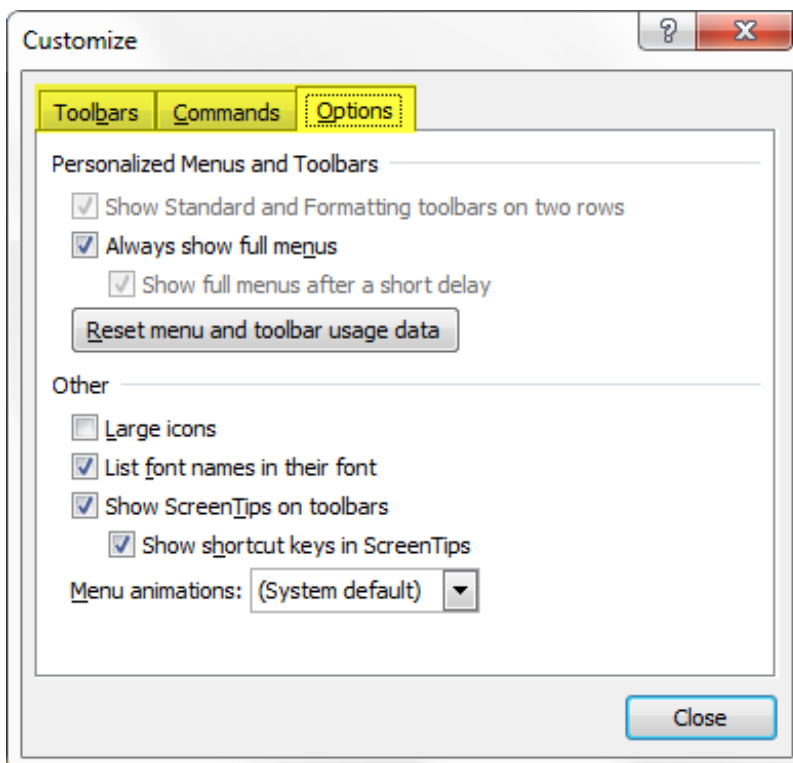 Customize
Toolbars Commands Options
Personalized Menus and Toolbars
Show Standard and Formatting toolbars on two rows
Always show full menus
Show full menus after a short delay
Reset menu and toolbar usage data
Other
Large icons
List font names in their font
Show ScreenTips on toolbars
Show shortcut keys in ScreenTips
Menu animations: (System default)
Close